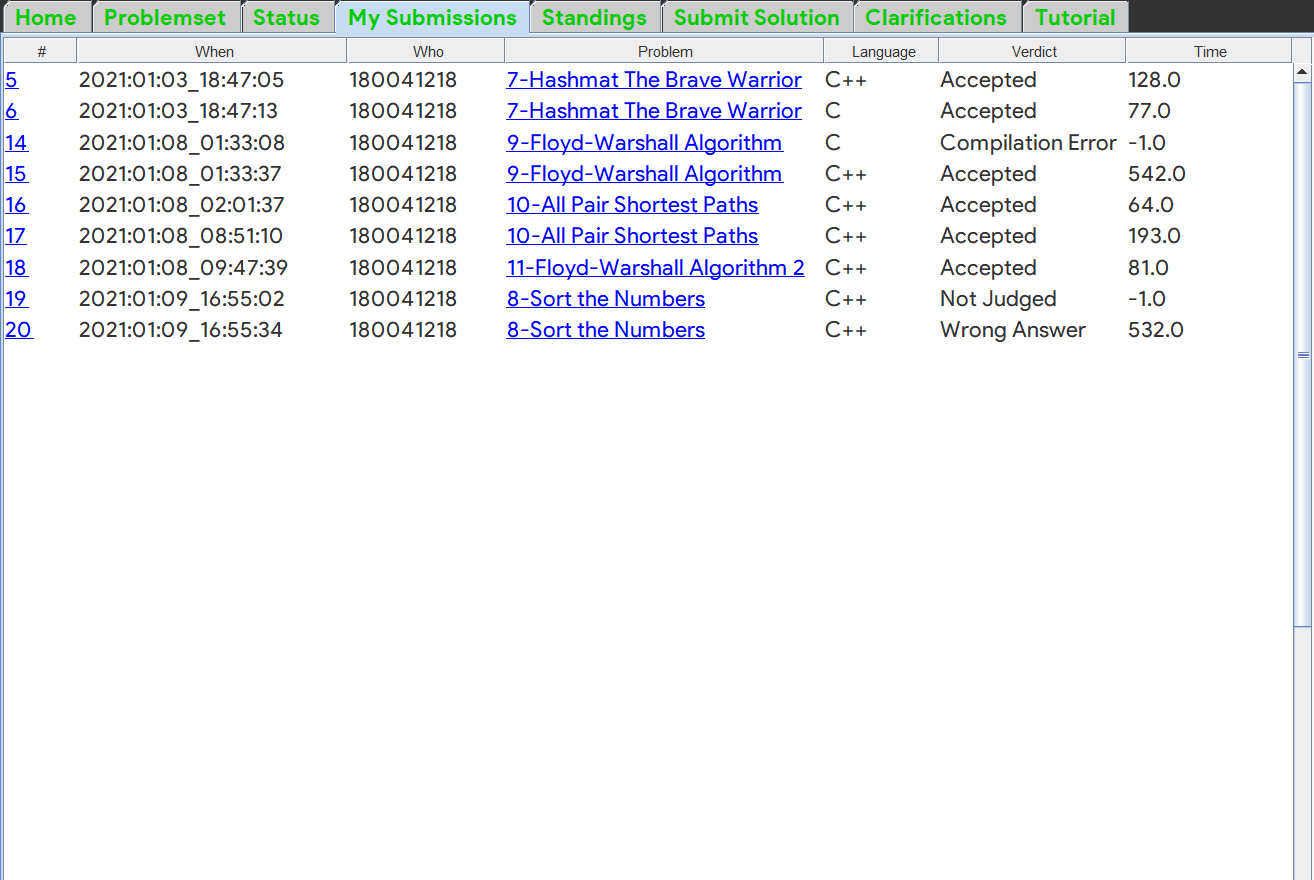 Home Problemset Status My Submissions Standings Submit Solution Clarifications Tutorial
# When Who Problem Language Verdict Time
5 2021:01:03_18:47:05 180041218 7-Hashmat The Brave Warrior C++ Accepted 128.0
6 2021:01:03_18:47:13 180041218 7-Hashmat The Brave Warrior C Accepted 77.0
14 2021:01:08_01:33:08 180041218 9-Floyd-Warshall Algorithm C Compilation Error -1.0
15 2021:01:08_01:33:37 180041218 9-Floyd-Warshall Algorithm C++ Accepted 542.0
16 2021:01:08_02:01:37 180041218 10-All Pair Shortest Paths C++ Accepted 64.0
17 2021:01:08_08:51:10 180041218 10-All Pair Shortest Paths C++ Accepted 193.0
18 2021:01:08_09:47:39 180041218 11-Floyd-Warshall Algorithm 2 C++ Accepted 81.0
19 2021:01:09_16:55:02 180041218 8-Sort the Numbers C++ Not Judged -1.0
20 2021:01:09_16:55:34 180041218 8-Sort the Numbers C++ Wrong Answer 532.0